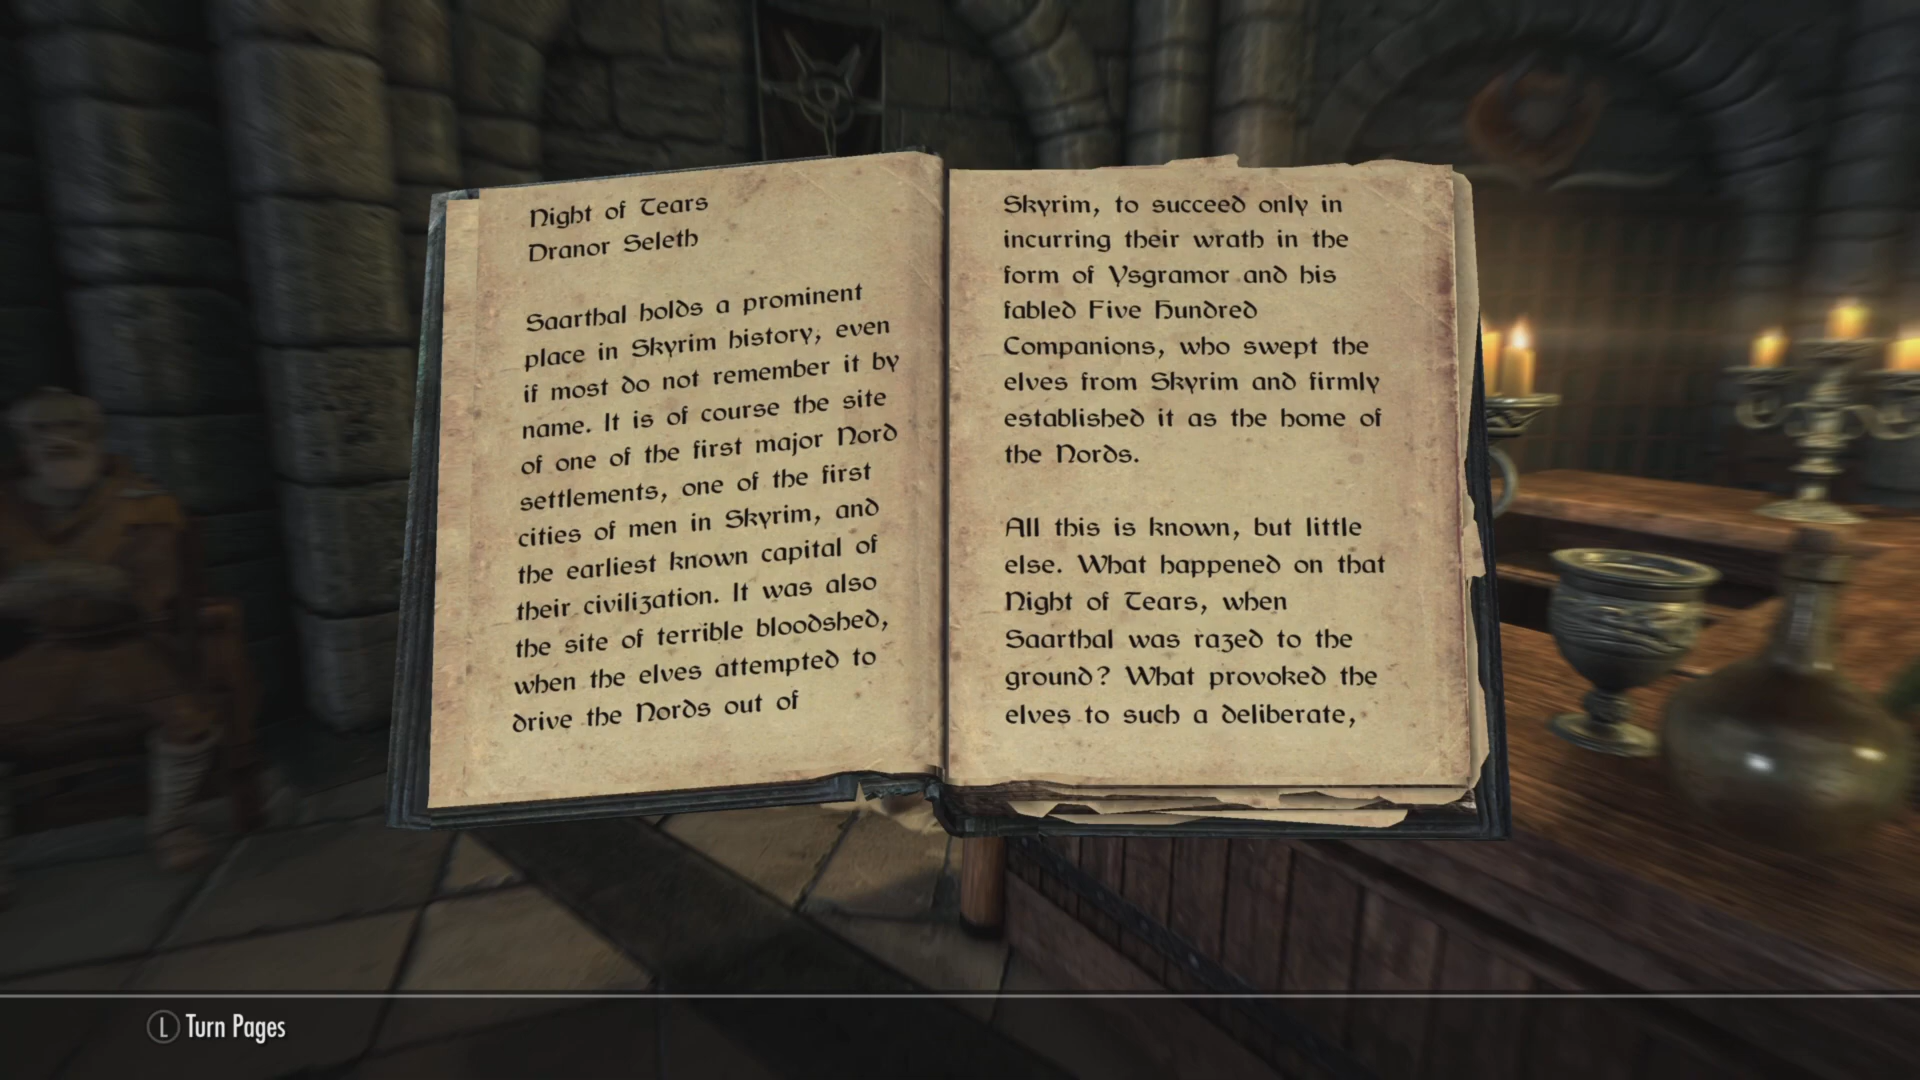 Night of Tears
Dranor Seleth
Saarthal holds a prominent
place in Skyrim history, even
if most do not remember it by
name. It is of course the site
of one of the first major Nord
settlements, one of the first
cities of men in Skyrim, and
the earliest known capital of
their civilization. It was also
the site of terrible bloodshed,
when the elves attempted to
drive the Nords out of
Skyrim, to succeed only in
incurring their wrath in the
form of Ysgramor and his
fabled Five Hundred
Companions, who swept the
elves from Skyrim and firmly
established it as the home of
the Nords.
All this is known, but little
else. What happened on that
Night of Tears, when
Saarthal was razed to the
ground? What provoked the
elves to such a deliberate,
L Turn Pages